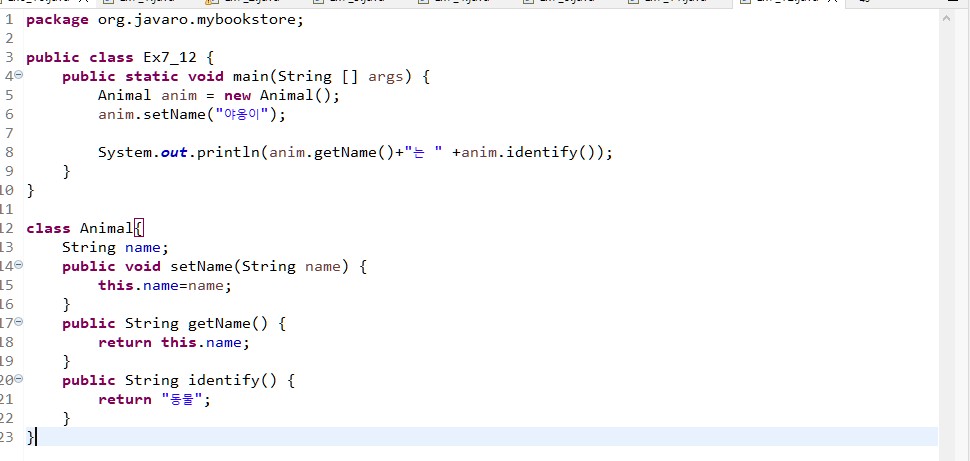 1 package org.javaro.mybookstore;
2
3 public class Ex7_12 {
4     public static void main(String [] args) {
5         Animal anim = new Animal();
6         anim.setName("야옹이");
7
8         System.out.println(anim.getName()+"는 " +anim.identify());
9     }
10 }
11
12 class Animal{
13     String name;
14     public void setName(String name) {
15         this.name=name;
16     }
17     public String getName() {
18         return this.name;
19     }
20     public String identify() {
21         return "동물";
22     }
23 }